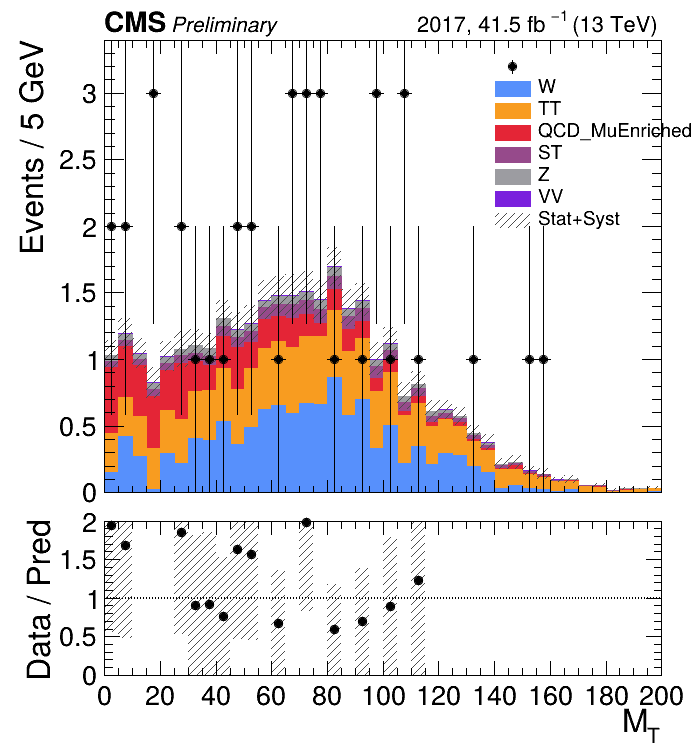 CMS Preliminary 2017, 41.5 fb⁻¹ (13 TeV)
Events / 5 GeV
3
2.5
2
1.5
1
0.5
0
W
TT
QCD_MuEnriched
ST
Z
VV
Stat+Syst
Data / Pred
2
1.5
1
0.5
0
0 20 40 60 80 100 120 140 160 180 200
M_T